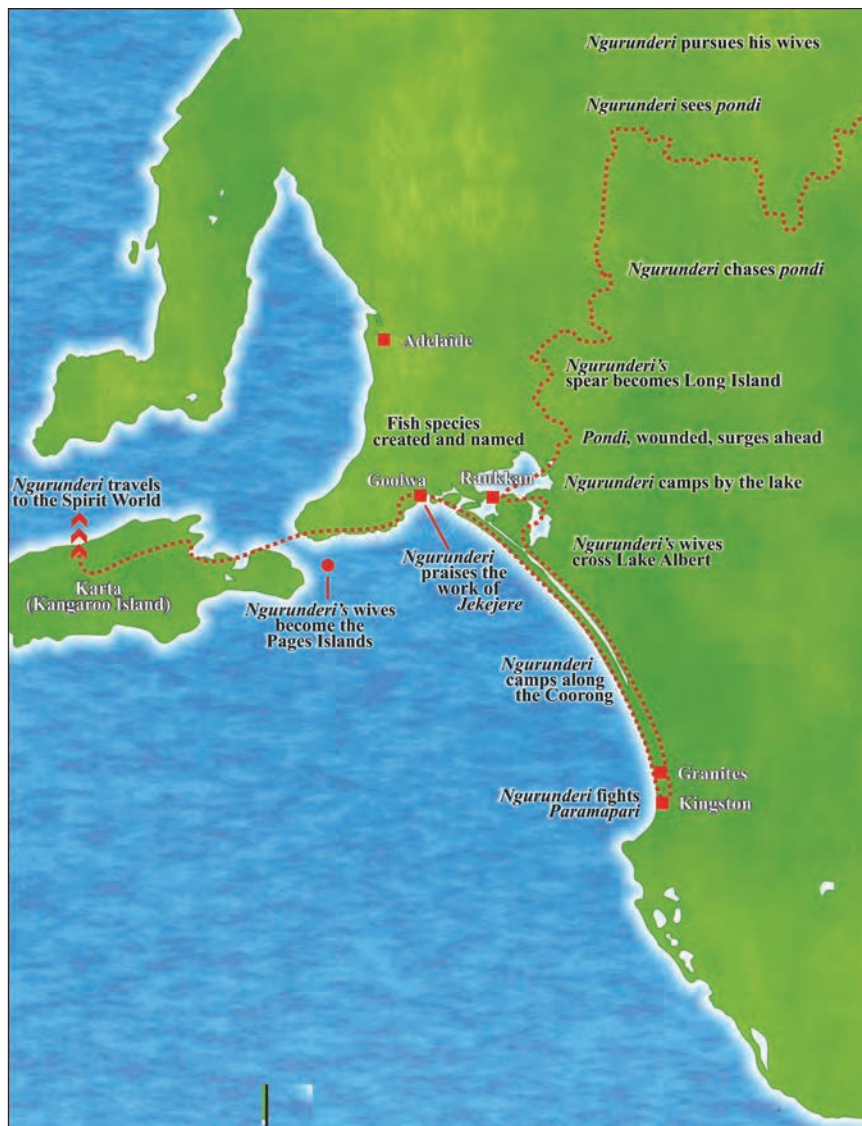 Ngurunderi pursues his wives
Ngurunderi sees pondi
Ngurunderi chases pondi
Adelaide
Ngurunderi's
spear becomes Long Island
Fish species
created and named
Pondi, wounded, surges ahead
Goolwa
Raukkan
Ngurunderi camps by the lake
Ngurunderi travels
to the Spirit World
Ngurunderi
praises the
work of
Jekejere
Ngurunderi's wives
cross Lake Albert
Karta
(Kangaroo Island)
Ngurunderi's wives
become the
Pages Islands
Ngurunderi
camps along
the Coorong
Granites
Ngurunderi fights
Paramapari
Kingston